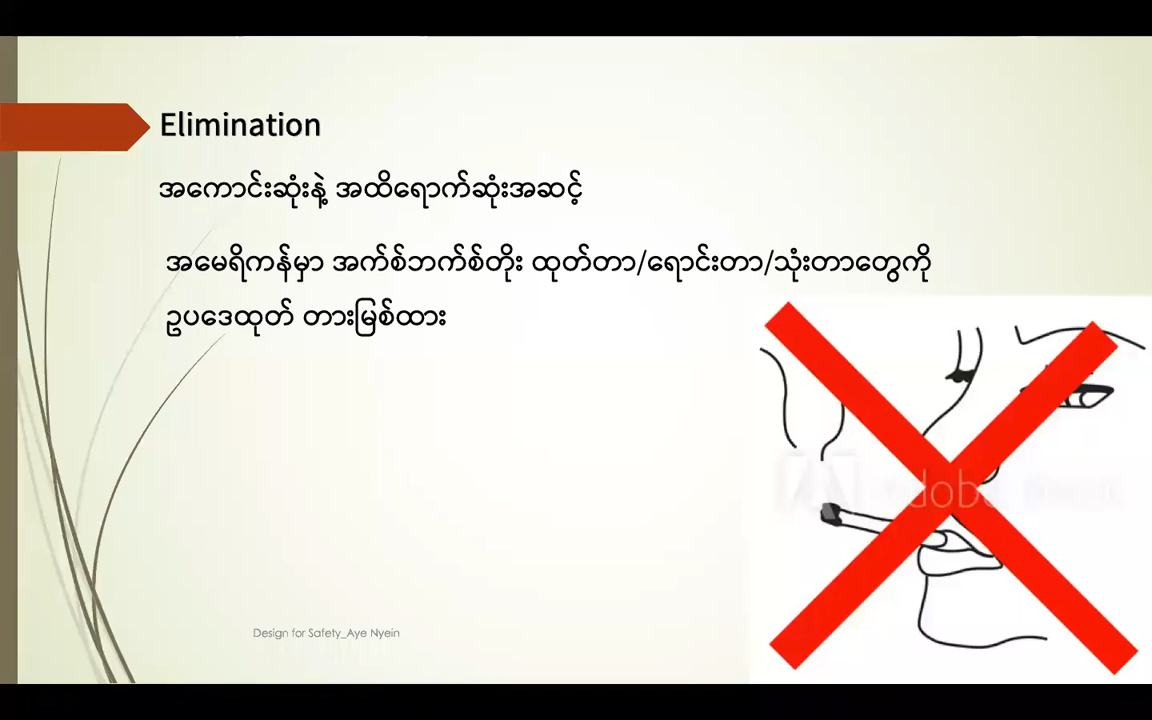 Elimination
အကောင်းဆုံးနဲ့ အထိရောက်ဆုံးအဆင့်
အမေရိကန်မှာ အက်စ်ဘက်စ်တိုး ထုတ်တာ/ရောင်းတာ/သုံးတာတွေကို
ဥပဒေထုတ် တားမြစ်ထား
Design for Safety_Aye Nyein